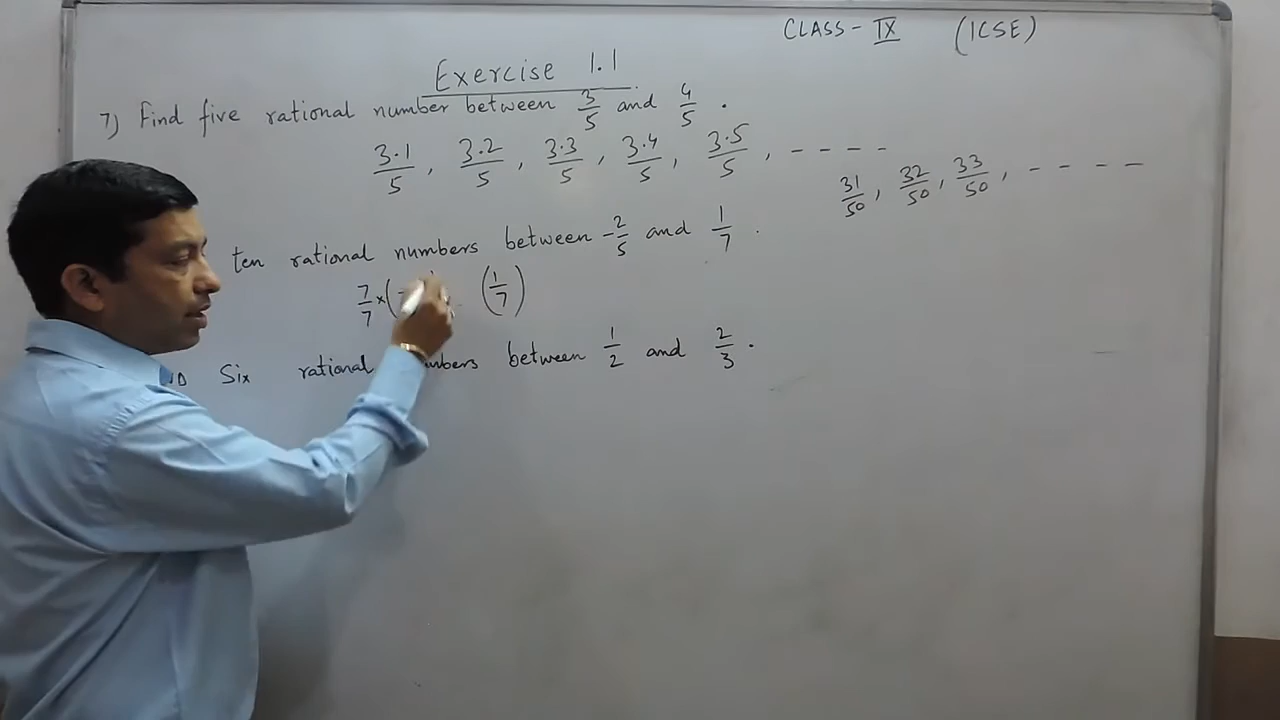 CLASS - IX (ICSE)
Exercise 1.1
7) Find five rational number between 3/5 and 4/5 .
3.1/5 , 3.2/5 , 3.3/5 , 3.4/5 , 3.5/5 , - - - -
31/50 , 32/50 , 33/50 , - - - -
ten rational numbers between -2/5 and 1/7 .
7/7 × ( (1/7)
Six rational numbers between 1/2 and 2/3 .